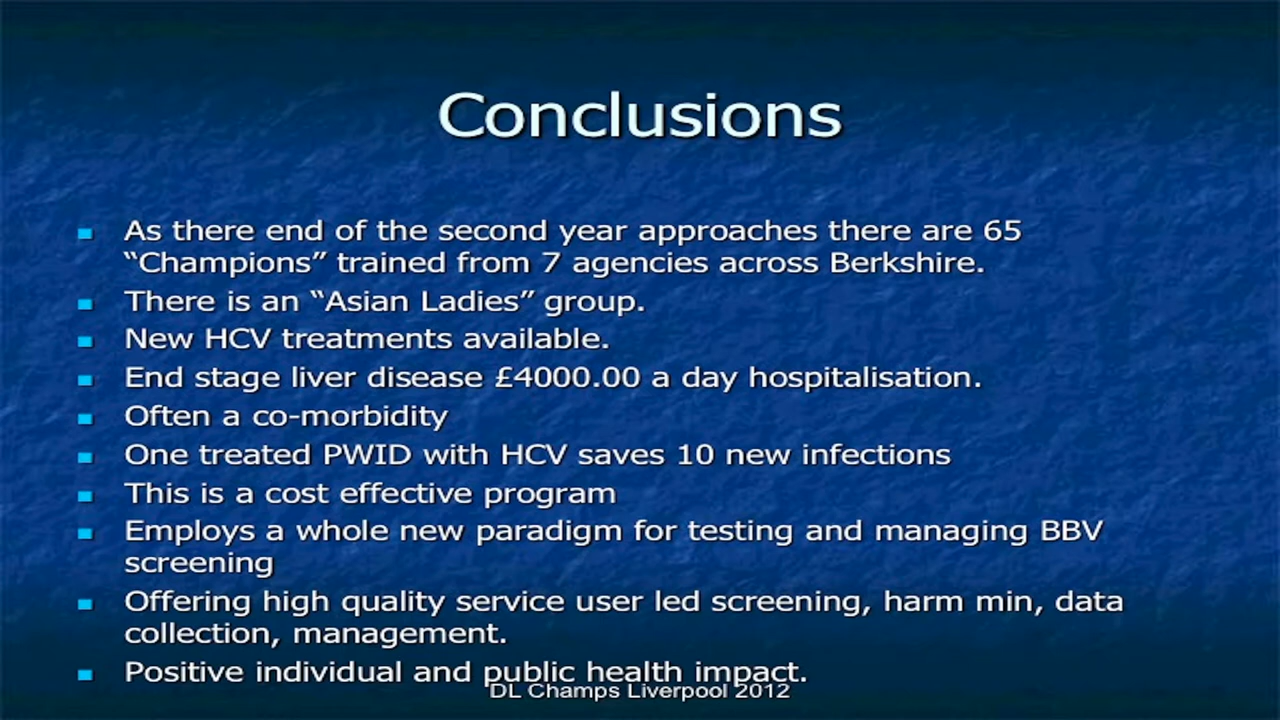 Conclusions
As there end of the second year approaches there are 65
“Champions” trained from 7 agencies across Berkshire.
There is an “Asian Ladies” group.
New HCV treatments available.
End stage liver disease £4000.00 a day hospitalisation.
Often a co-morbidity
One treated PWID with HCV saves 10 new infections
This is a cost effective program
Employs a whole new paradigm for testing and managing BBV
screening
Offering high quality service user led screening, harm min, data
collection, management.
Positive individual and public health impact.
DL Champs Liverpool 2012